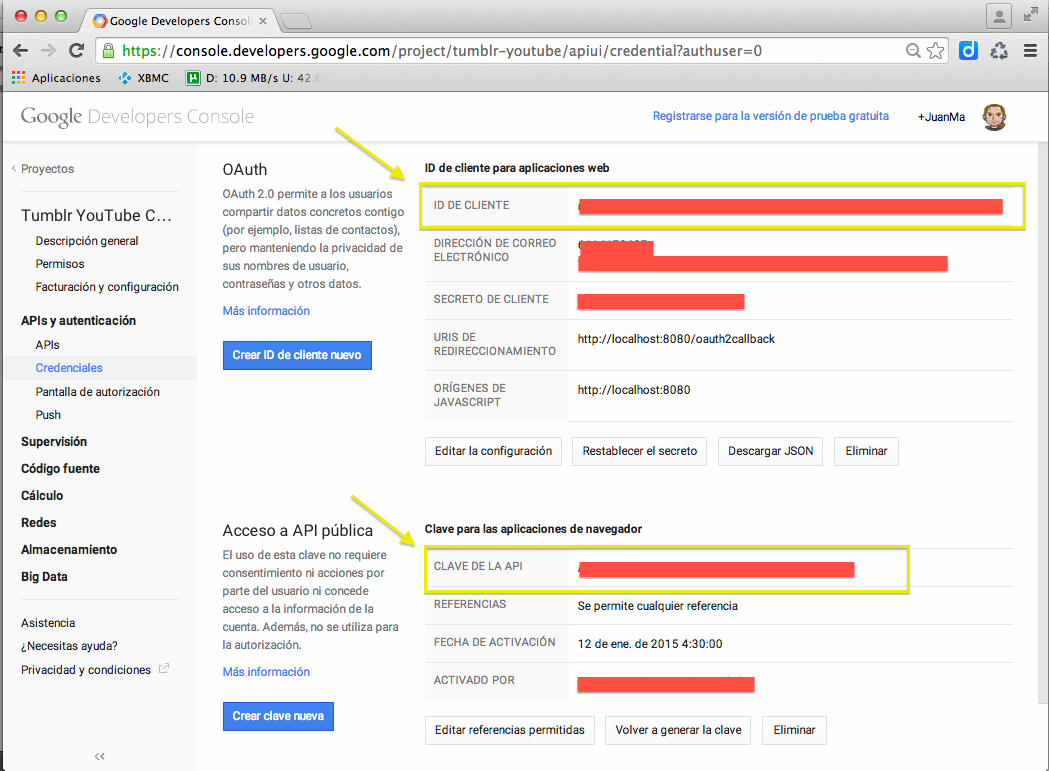 Google Developers Conso
https://console.developers.google.com/project/tumblr-youtube/apiui/credential?authuser=0
Aplicaciones
XBMC
D: 10.9 MB/s U: 42.6
Google Developers Console
Registrarse para la versión de prueba gratuita
+JuanMa
Proyectos
Tumblr YouTube C...
Descripción general
Permisos
Facturación y configuración
APIs y autenticación
APIs
Credenciales
Pantalla de autorización
Push
Supervisión
Código fuente
Cálculo
Redes
Almacenamiento
Big Data
Asistencia
¿Necesitas ayuda?
Privacidad y condiciones
OAuth
OAuth 2.0 permite a los usuarios
compartir datos concretos contigo
(por ejemplo, listas de contactos),
pero manteniendo la privacidad de
sus nombres de usuario,
contraseñas y otros datos.
Más información
Crear ID de cliente nuevo
ID de cliente para aplicaciones web
ID DE CLIENTE
DIRECCIÓN DE CORREO
ELECTRÓNICO
SECRETO DE CLIENTE
URIS DE
REDIRECCIONAMIENTO
http://localhost:8080/oauth2callback
ORÍGENES DE
JAVASCRIPT
http://localhost:8080
Editar la configuración
Restablecer el secreto
Descargar JSON
Eliminar
Acceso a API pública
El uso de esta clave no requiere
consentimiento ni acciones por
parte del usuario ni concede
acceso a la información de la
cuenta. Además, no se utiliza para
la autorización.
Más información
Crear clave nueva
Clave para las aplicaciones de navegador
CLAVE DE LA API
REFERENCIAS
Se permite cualquier referencia
FECHA DE ACTIVACIÓN
12 de ene. de 2015 4:30:00
ACTIVADO POR
Editar referencias permitidas
Volver a generar la clave
Eliminar